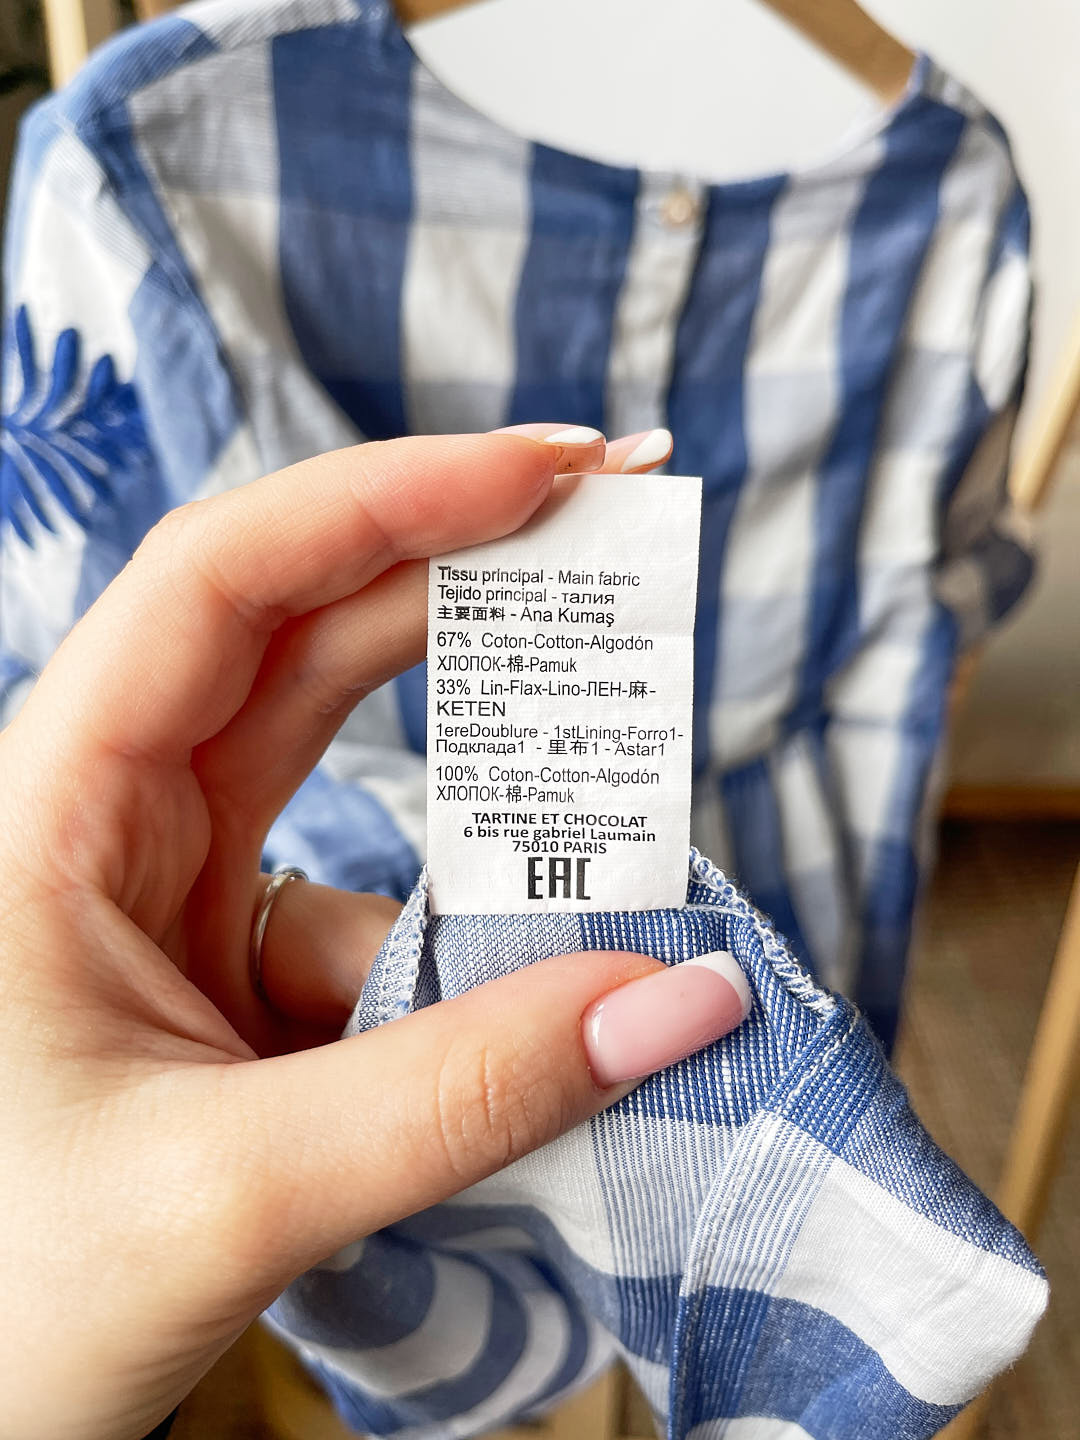 Tissu principal - Main fabric
Tejido principal - талия
主要面料 - Ana Kumaş
67% Coton-Cotton-Algodón
ХЛОПОК-棉-Pamuk
33% Lin-Flax-Lino-ЛЕН-麻-
KETEN
1ereDoublure - 1stLining-Forro1-
Подклада1 - 里布1 - Astar1
100% Coton-Cotton-Algodón
ХЛОПОК-棉-Pamuk
TARTINE ET CHOCOLAT
6 bis rue gabriel Laumain
75010 PARIS
EAC